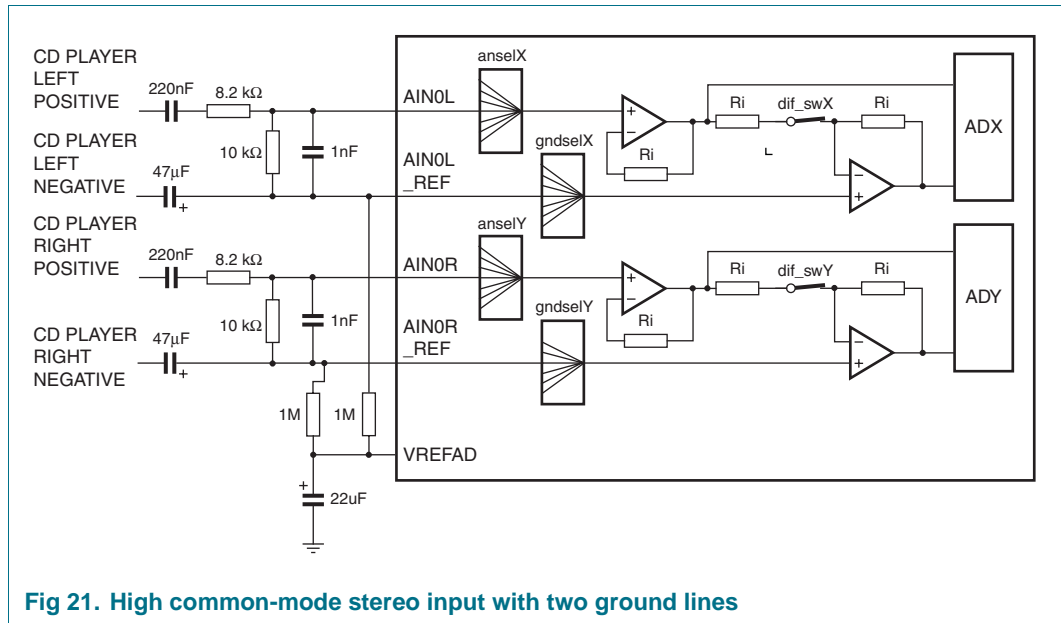 CD PLAYER
LEFT
POSITIVE
220nF
8.2 kΩ
10 kΩ
1nF
AIN0L
anselX
CD PLAYER
LEFT
NEGATIVE
47µF
+
AIN0L
_REF
gndselX
+
−
Ri
Ri
dif_swX
Ri
−
+
ADX
CD PLAYER
RIGHT
POSITIVE
220nF
8.2 kΩ
10 kΩ
1nF
AIN0R
anselY
CD PLAYER
RIGHT
NEGATIVE
47µF
+
AIN0R
_REF
gndselY
+
−
Ri
Ri
dif_swY
Ri
−
+
ADY
1M
1M
VREFAD
+
22uF
Fig 21. High common-mode stereo input with two ground lines